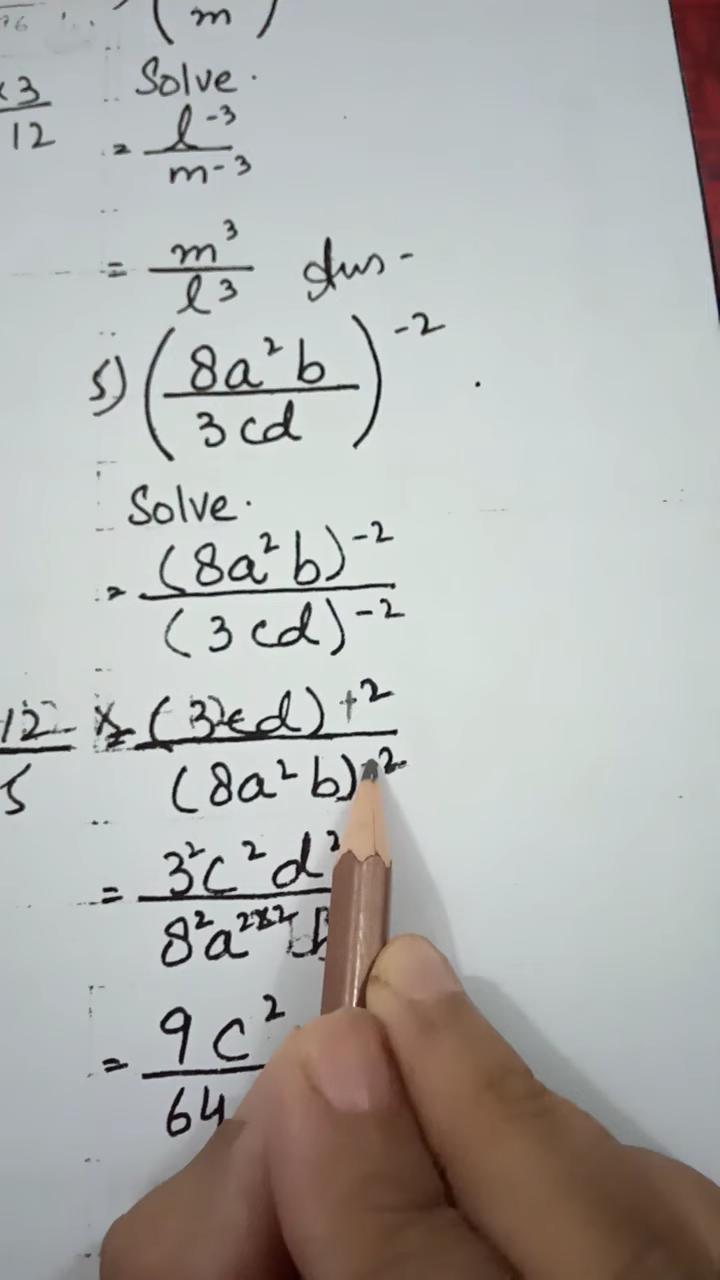 ( m )
×3 / 12
Solve.
= l⁻³ / m⁻³
= m³ / l³ Ans-
5) (8a²b / 3cd)⁻²
Solve.
= (8a²b)⁻² / (3cd)⁻²
12 / 5
= (3cd)⁺² / (8a²b)⁺²
= 3²c²d² / 8²a²ˣ²
= 9c² / 64